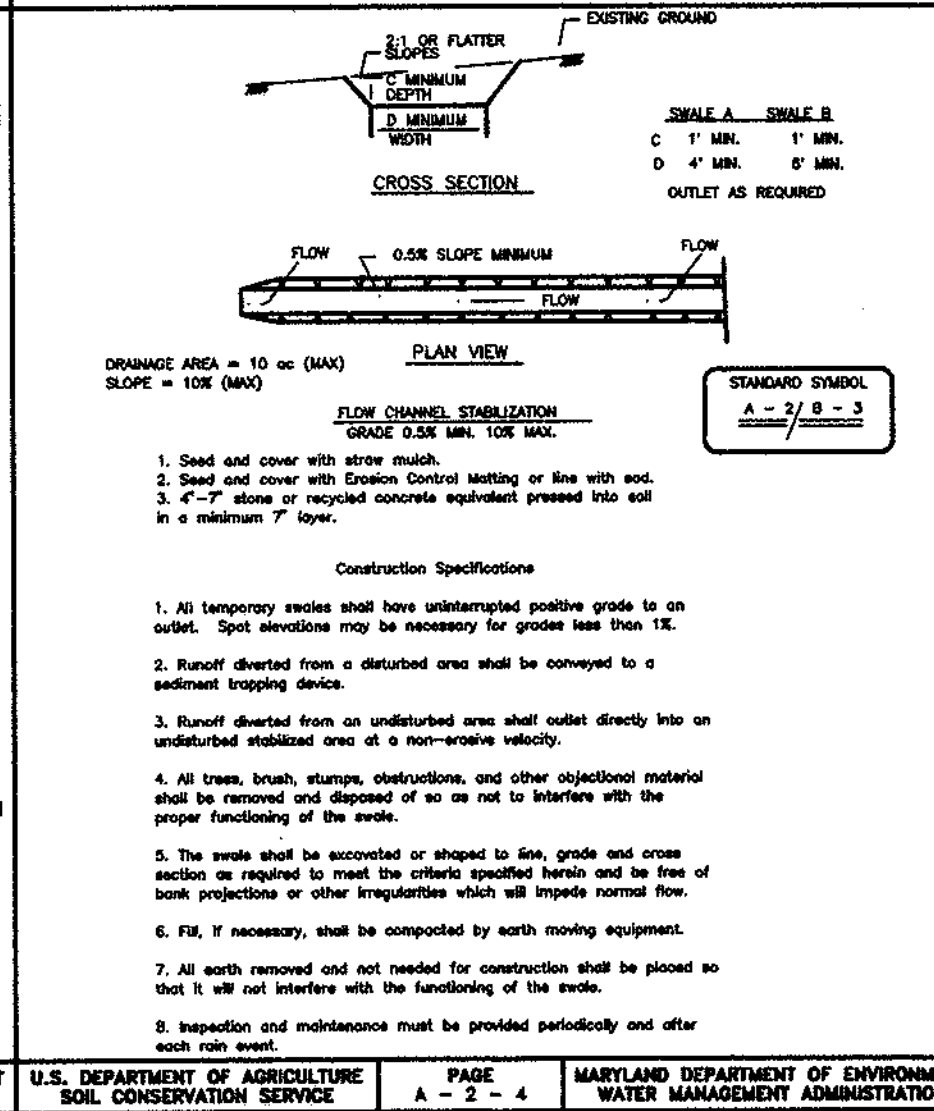 EXISTING GROUND
2:1 OR FLATTER
SLOPES
C MINIMUM
DEPTH
D MINIMUM
WIDTH
CROSS SECTION
SWALE A SWALE B
C 1' MIN. 1' MIN.
D 4' MIN. 6' MIN.
OUTLET AS REQUIRED
FLOW
0.5% SLOPE MINIMUM
FLOW
FLOW
PLAN VIEW
DRAINAGE AREA = 10 ac (MAX)
SLOPE = 10% (MAX)
STANDARD SYMBOL
A - 2/ B - 3
FLOW CHANNEL STABILIZATION
GRADE 0.5% MIN. 10% MAX.
1. Seed and cover with straw mulch.
2. Seed and cover with Erosion Control Matting or line with sod.
3. 4"-7" stone or recycled concrete equivalent pressed into soil
in a minimum 7" layer.
Construction Specifications
1. All temporary swales shall have uninterrupted positive grade to an
outlet. Spot elevations may be necessary for grades less than 1%.
2. Runoff diverted from a disturbed area shall be conveyed to a
sediment trapping device.
3. Runoff diverted from an undisturbed area shall outlet directly into an
undisturbed stabilized area at a non-erosive velocity.
4. All trees, brush, stumps, obstructions, and other objectional material
shall be removed and disposed of so as not to interfere with the
proper functioning of the swale.
5. The swale shall be excavated or shaped to line, grade and cross
section as required to meet the criteria specified herein and be free of
bank projections or other irregularities which will impede normal flow.
6. Fill, if necessary, shall be compacted by earth moving equipment.
7. All earth removed and not needed for construction shall be placed so
that it will not interfere with the functioning of the swale.
8. Inspection and maintenance must be provided periodically and after
each rain event.
T
U.S. DEPARTMENT OF AGRICULTURE
SOIL CONSERVATION SERVICE
PAGE
A - 2 - 4
MARYLAND DEPARTMENT OF ENVIRONM
WATER MANAGEMENT ADMINISTRATIO